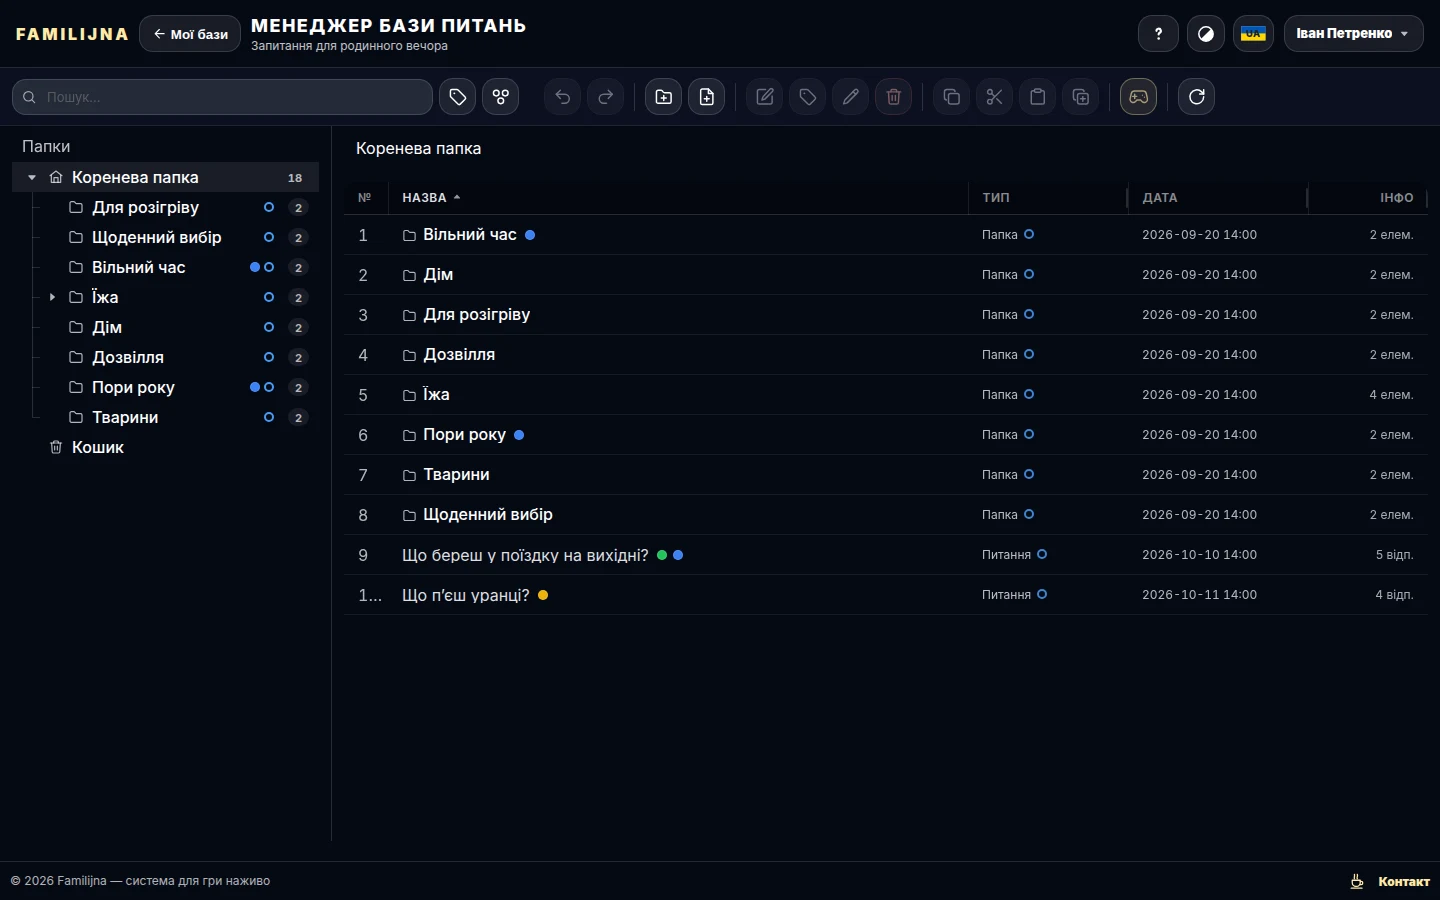 FAMILIJNA
← Мої бази
МЕНЕДЖЕР БАЗИ ПИТАНЬ
Запитання для родинного вечора
?
UA
Іван Петренко
Пошук...
Папки
Коренева папка 18
Для розігріву 2
Щоденний вибір 2
Вільний час 2
Їжа 2
Дім 2
Дозвілля 2
Пори року 2
Тварини 2
Кошик
Коренева папка
№ НАЗВА ТИП ДАТА ІНФО
1 Вільний час Папка 2026-09-20 14:00 2 елем.
2 Дім Папка 2026-09-20 14:00 2 елем.
3 Для розігріву Папка 2026-09-20 14:00 2 елем.
4 Дозвілля Папка 2026-09-20 14:00 2 елем.
5 Їжа Папка 2026-09-20 14:00 4 елем.
6 Пори року Папка 2026-09-20 14:00 2 елем.
7 Тварини Папка 2026-09-20 14:00 2 елем.
8 Щоденний вибір Папка 2026-09-20 14:00 2 елем.
9 Що береш у поїздку на вихідні? Питання 2026-10-10 14:00 5 відп.
1... Що п’єш уранці? Питання 2026-10-11 14:00 4 відп.
© 2026 Familijna — система для гри наживо
Контакт